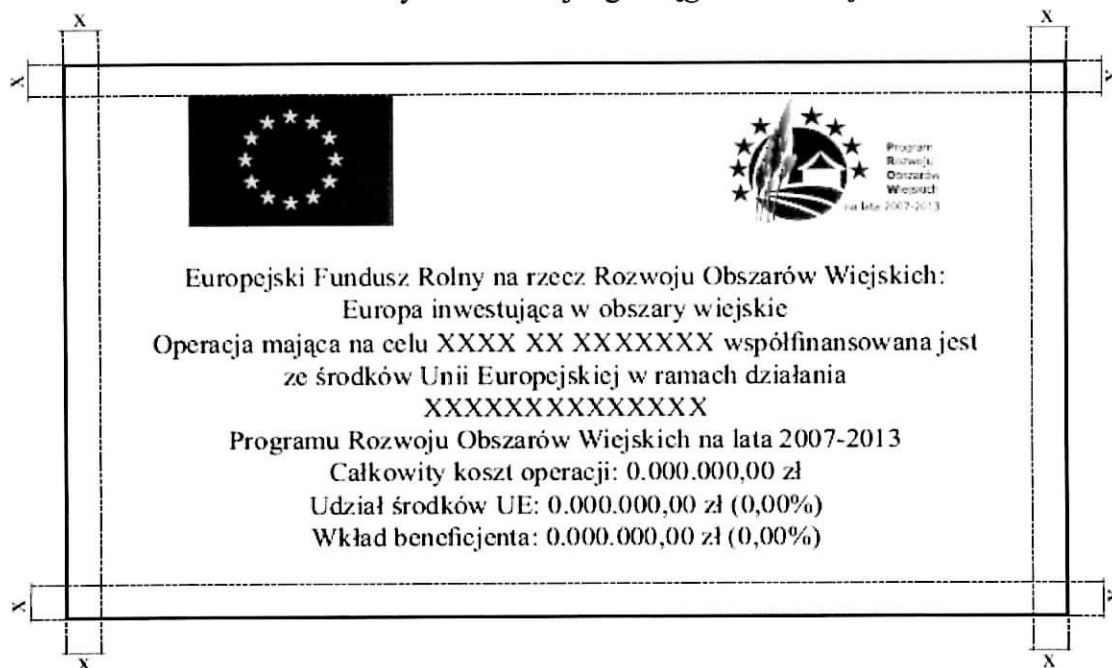 X X
X X
Program
Rozwoju
Obszarów
Wiejskich
na lata 2007-2013
Europejski Fundusz Rolny na rzecz Rozwoju Obszarów Wiejskich:
Europa inwestująca w obszary wiejskie
Operacja mająca na celu XXXX XX XXXXXXX współfinansowana jest
ze środków Unii Europejskiej w ramach działania
XXXXXXXXXXXXXX
Programu Rozwoju Obszarów Wiejskich na lata 2007-2013
Całkowity koszt operacji: 0.000.000,00 zł
Udział środków UE: 0.000.000,00 zł (0,00%)
Wkład beneficjenta: 0.000.000,00 zł (0,00%)
X X
X X